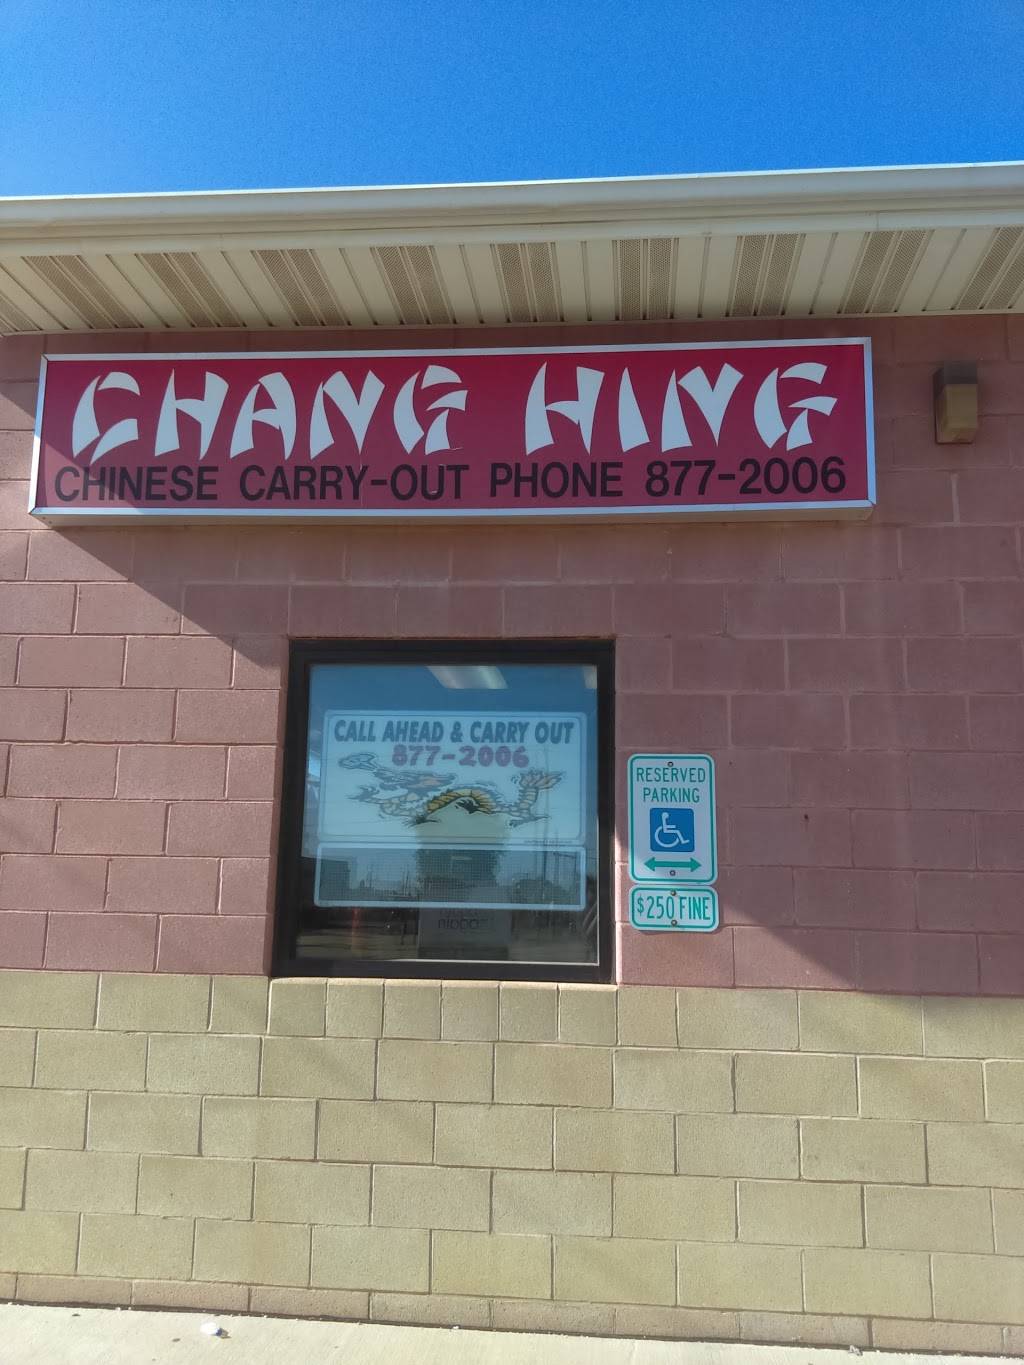 CHANG HING
CHINESE CARRY-OUT PHONE 877-2006
CALL AHEAD & CARRY OUT
877-2006
RESERVED
PARKING
$250 FINE